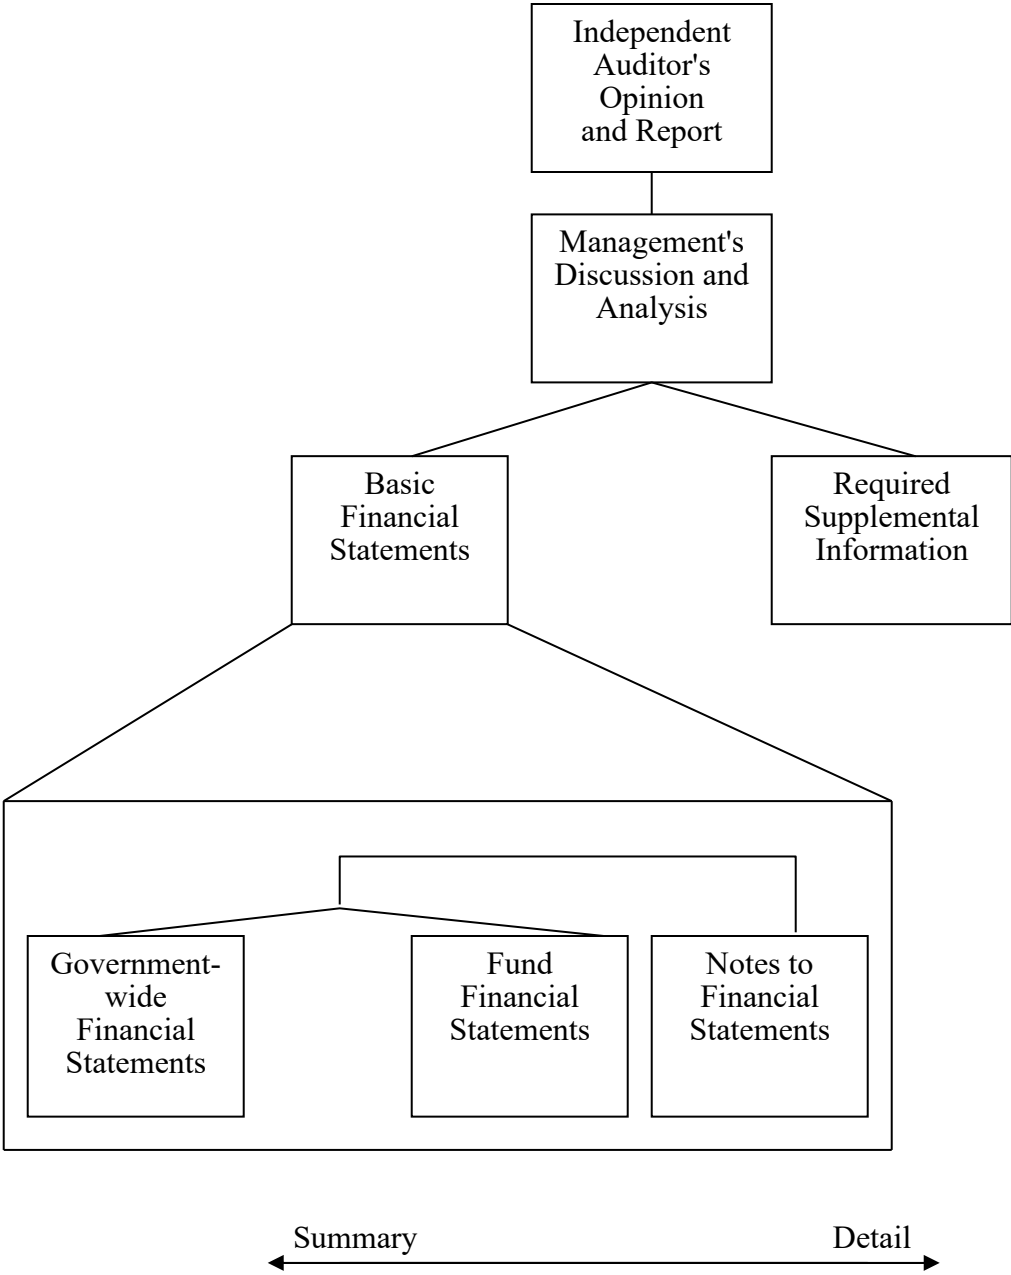 Independent
Auditor's
Opinion
and Report
Management's
Discussion and
Analysis
Basic
Financial
Statements
Required
Supplemental
Information
Government-
wide
Financial
Statements
Fund
Financial
Statements
Notes to
Financial
Statements
Summary
Detail